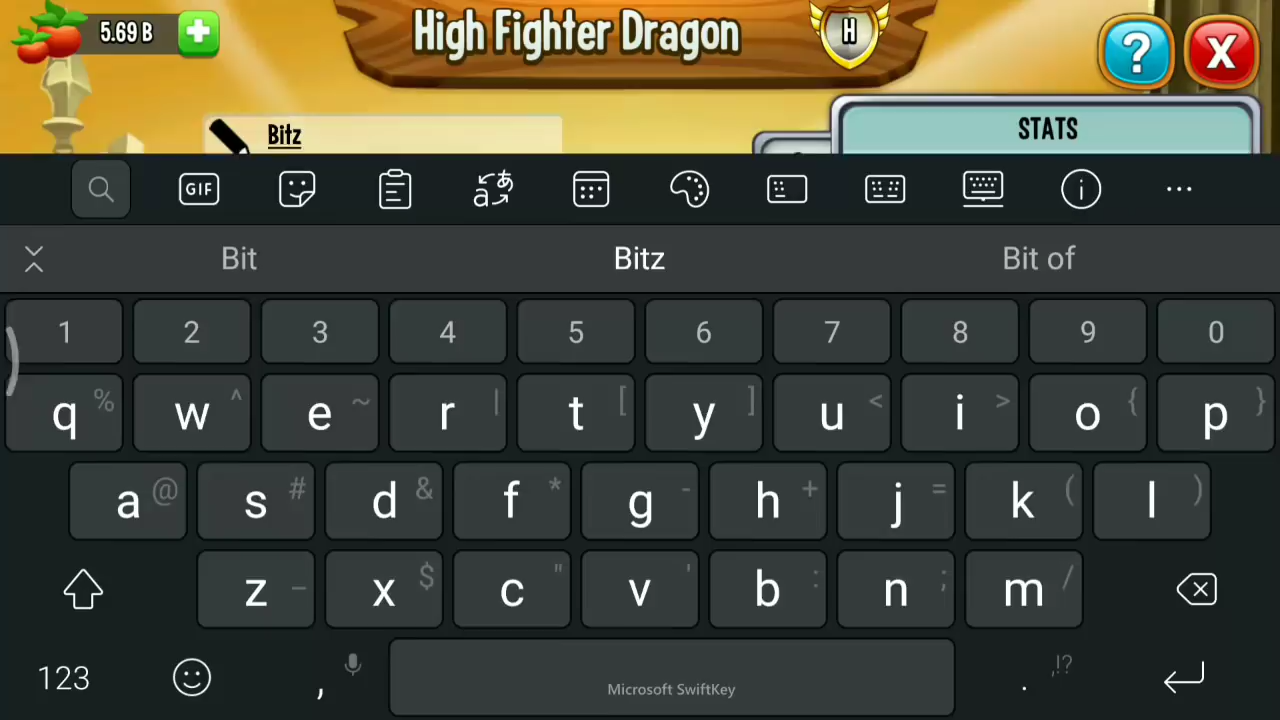 5.69 B
High Fighter Dragon
H
?
X
Bitz
STATS
GIF
Bit Bitz Bit of
1 2 3 4 5 6 7 8 9 0
q % w ^ e ~ r | t [ y ] u < i > o { p }
a @ s # d & f * g - h + j = k ( l )
z _ x $ c " v ' b : n ; m /
123 , Microsoft SwiftKey . ,!?